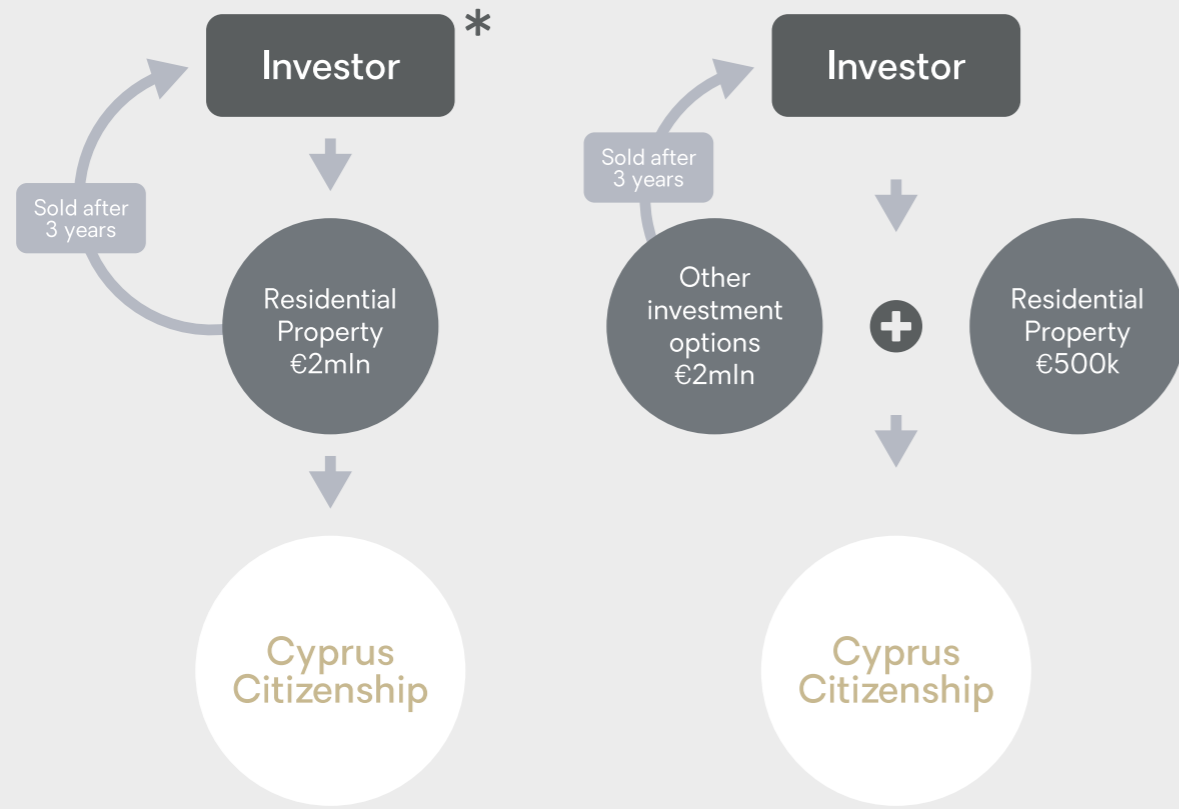 Investor
*
Sold after
3 years
Residential
Property
€2mln
Cyprus
Citizenship
Investor
Sold after
3 years
Other
investment
options
€2mln
+
Residential
Property
€500k
Cyprus
Citizenship